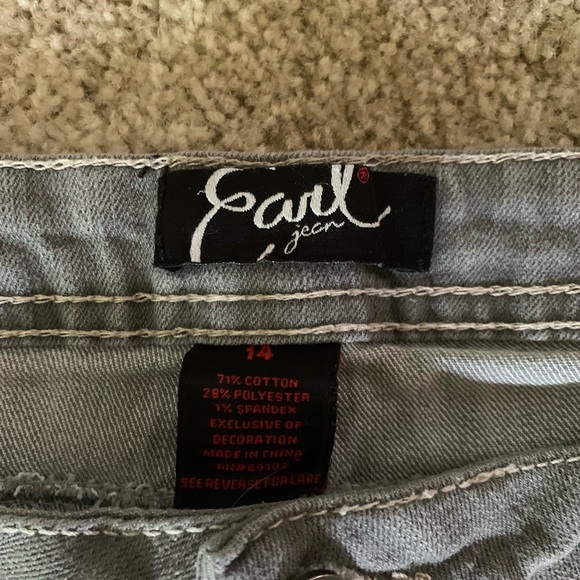 Earl ®
jean
14
71% COTTON
28% POLYESTER
1% SPANDEX
EXCLUSIVE OF
DECORATION
MADE IN CHINA
SEE REVERSE FOR CARE